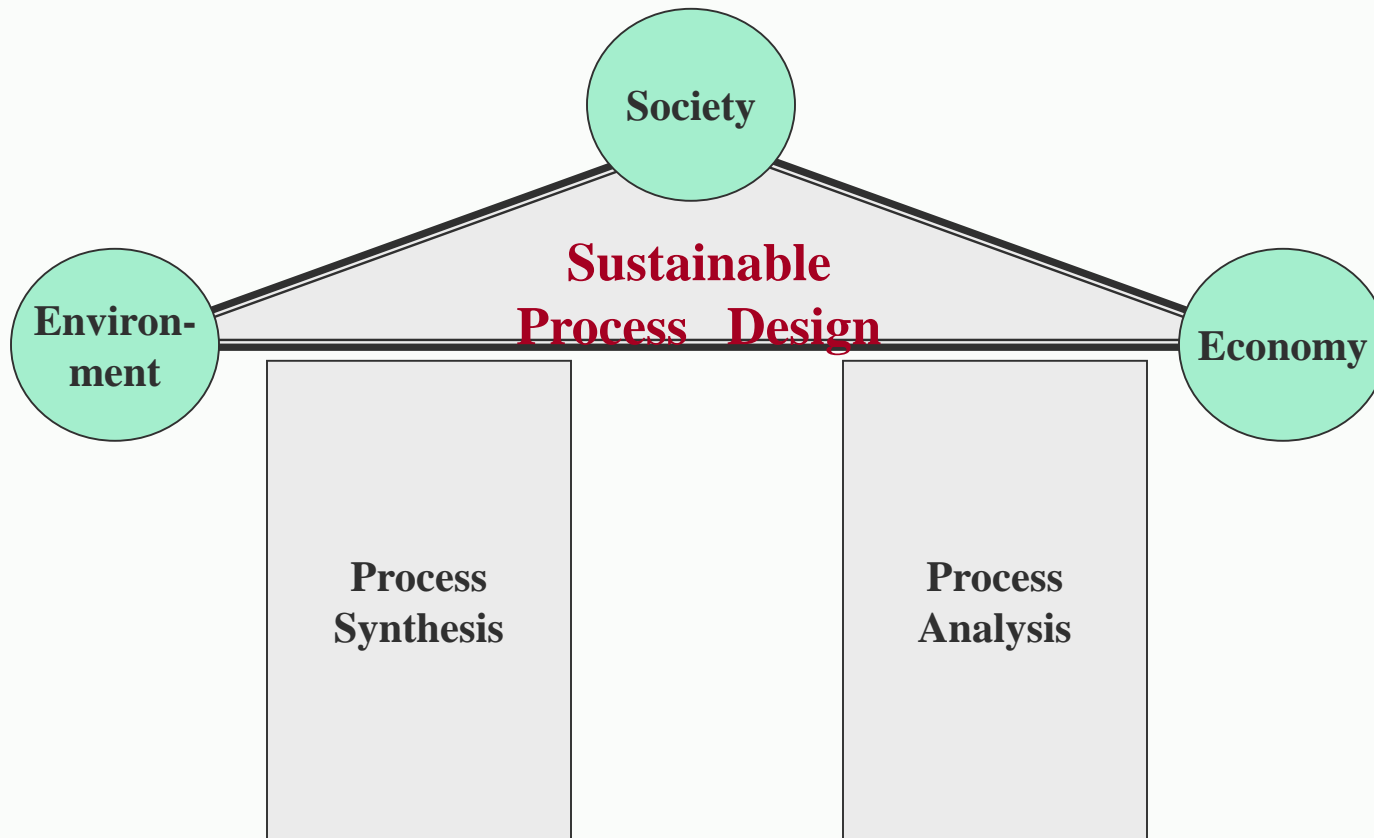 Society
Sustainable
Process Design
Environ-
ment
Economy
Process
Synthesis
Process
Analysis